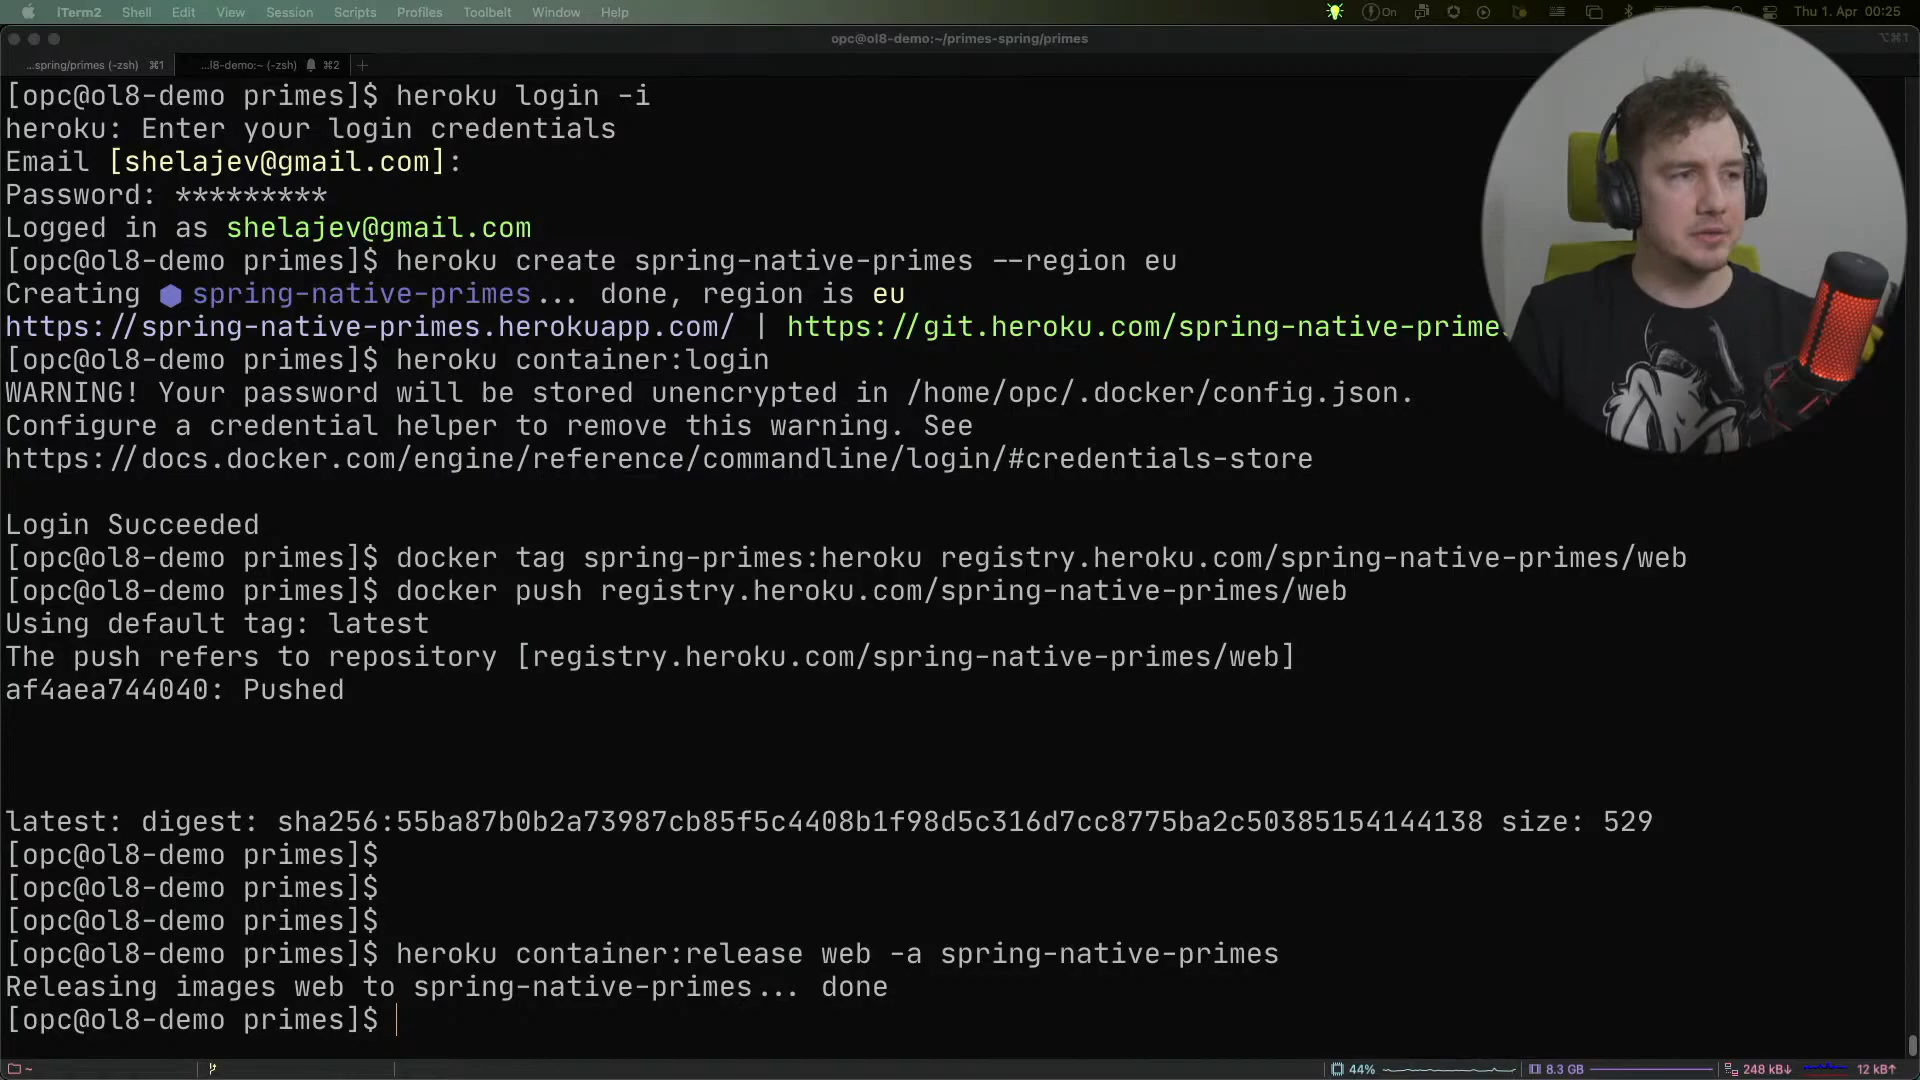 iTerm2 Shell Edit View Session Scripts Profiles Toolbelt Window Help On Thu 1. Apr 00:25
opc@ol8-demo:~/primes-spring/primes ⌥⌘1
...spring/primes (-zsh) ⌘1 ...l8-demo:~ (-zsh) ⌘2 +
[opc@ol8-demo primes]$ heroku login -i
heroku: Enter your login credentials
Email [shelajev@gmail.com]:
Password: *********
Logged in as shelajev@gmail.com
[opc@ol8-demo primes]$ heroku create spring-native-primes --region eu
Creating ⬢ spring-native-primes... done, region is eu
https://spring-native-primes.herokuapp.com/ | https://git.heroku.com/spring-native-primes
[opc@ol8-demo primes]$ heroku container:login
WARNING! Your password will be stored unencrypted in /home/opc/.docker/config.json.
Configure a credential helper to remove this warning. See
https://docs.docker.com/engine/reference/commandline/login/#credentials-store
Login Succeeded
[opc@ol8-demo primes]$ docker tag spring-primes:heroku registry.heroku.com/spring-native-primes/web
[opc@ol8-demo primes]$ docker push registry.heroku.com/spring-native-primes/web
Using default tag: latest
The push refers to repository [registry.heroku.com/spring-native-primes/web]
af4aea744040: Pushed
latest: digest: sha256:55ba87b0b2a73987cb85f5c4408b1f98d5c316d7cc8775ba2c50385154144138 size: 529
[opc@ol8-demo primes]$
[opc@ol8-demo primes]$
[opc@ol8-demo primes]$
[opc@ol8-demo primes]$ heroku container:release web -a spring-native-primes
Releasing images web to spring-native-primes... done
[opc@ol8-demo primes]$
~ 44% 8.3 GB 248 kB↓ 12 kB↑